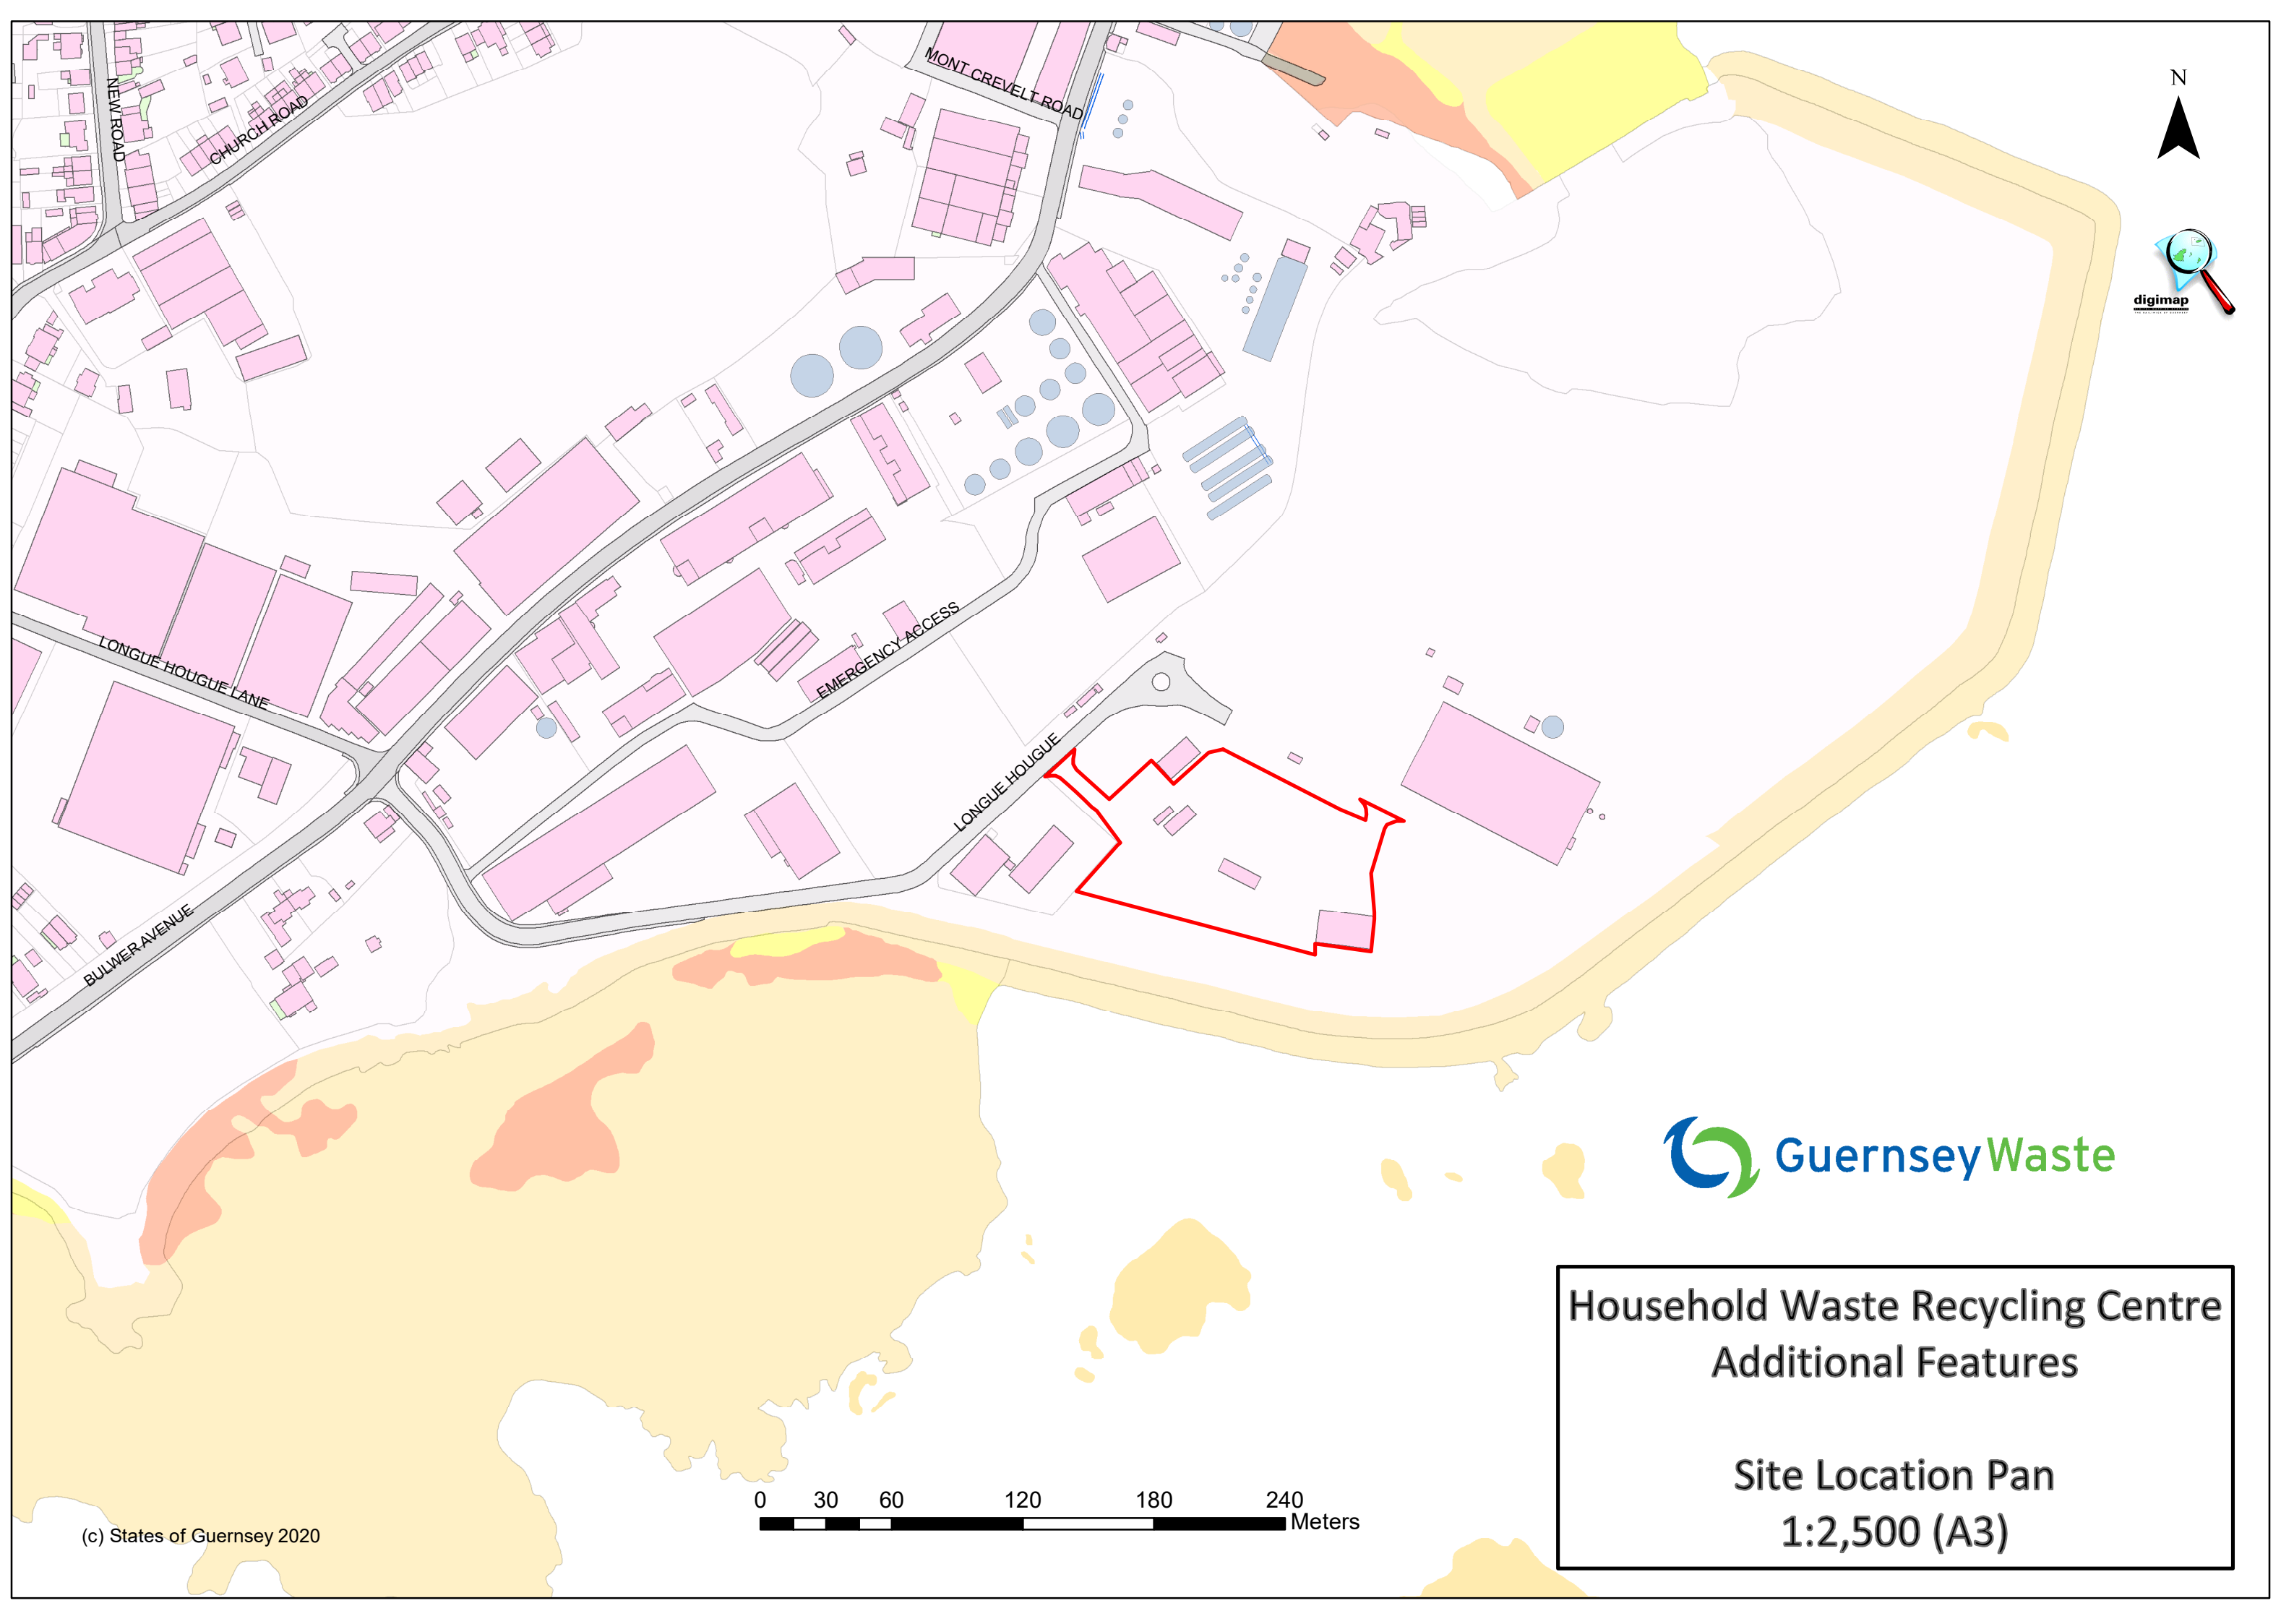 NEW ROAD
CHURCH ROAD
MONT CREVELT ROAD
N
digimap
LONGUE HOUGUE LANE
EMERGENCY ACCESS
LONGUE HOUGUE
BULWER AVENUE
GuernseyWaste
Household Waste Recycling Centre
Additional Features
Site Location Pan
1:2,500 (A3)
0 30 60 120 180 240
Meters
(c) States of Guernsey 2020